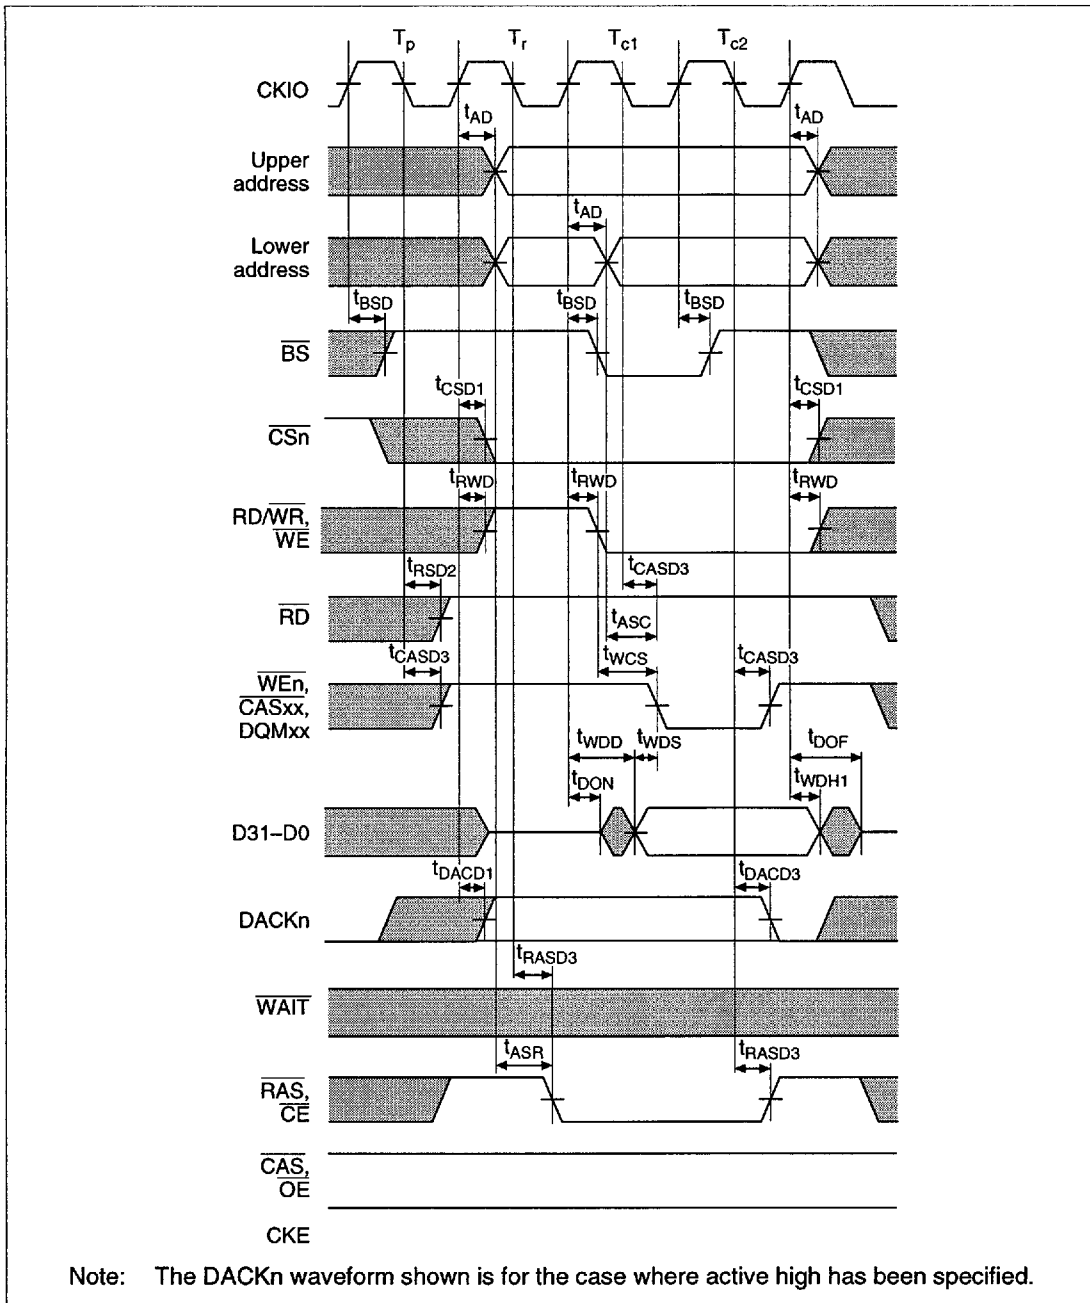 Tp Tr Tc1 Tc2
CKIO
tAD tAD
Upper
address
tAD
Lower
address
tBSD tBSD tBSD
BS
tCSD1 tCSD1
CSn
tRWD tRWD tRWD
RD/WR,
WE
tRSD2 tCASD3
RD
tASC
tCASD3 tWCS tCASD3
WEn,
CASxx,
DQMxx
tWDD tWDS tDOF
tDON tWDH1
D31–D0
tDACD1 tDACD3
DACKn
tRASD3
WAIT
tASR tRASD3
RAS,
CE
CAS,
OE
CKE
Note: The DACKn waveform shown is for the case where active high has been specified.